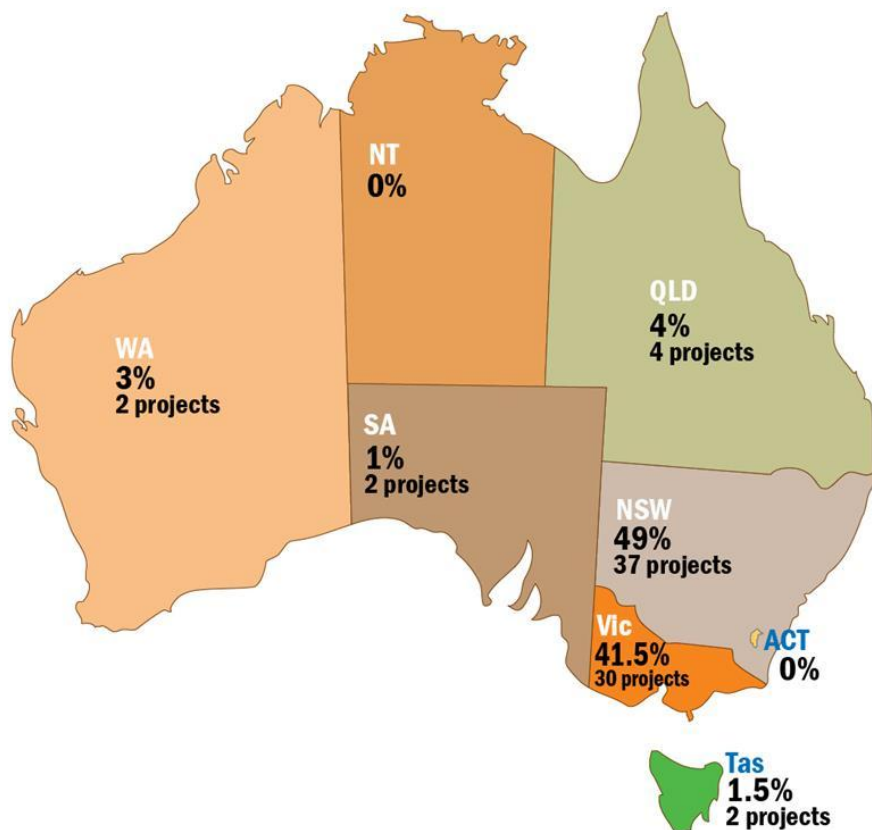 NT
0%
QLD
4%
4 projects
WA
3%
2 projects
SA
1%
2 projects
NSW
49%
37 projects
Vic
41.5%
30 projects
ACT
0%
Tas
1.5%
2 projects